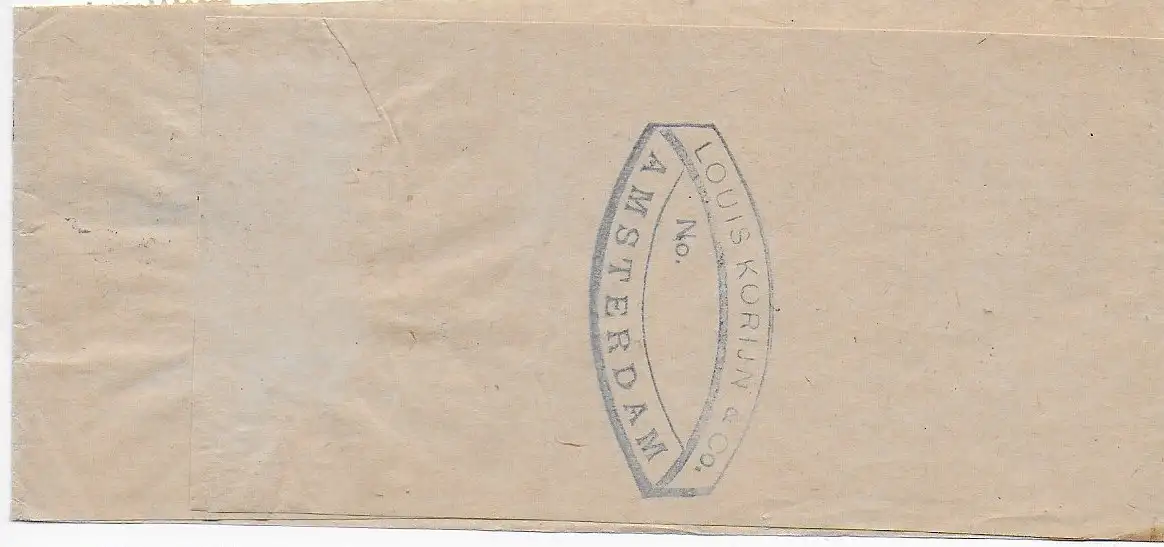 LOUIS KORIJN & Co.
No.
AMSTERDAM